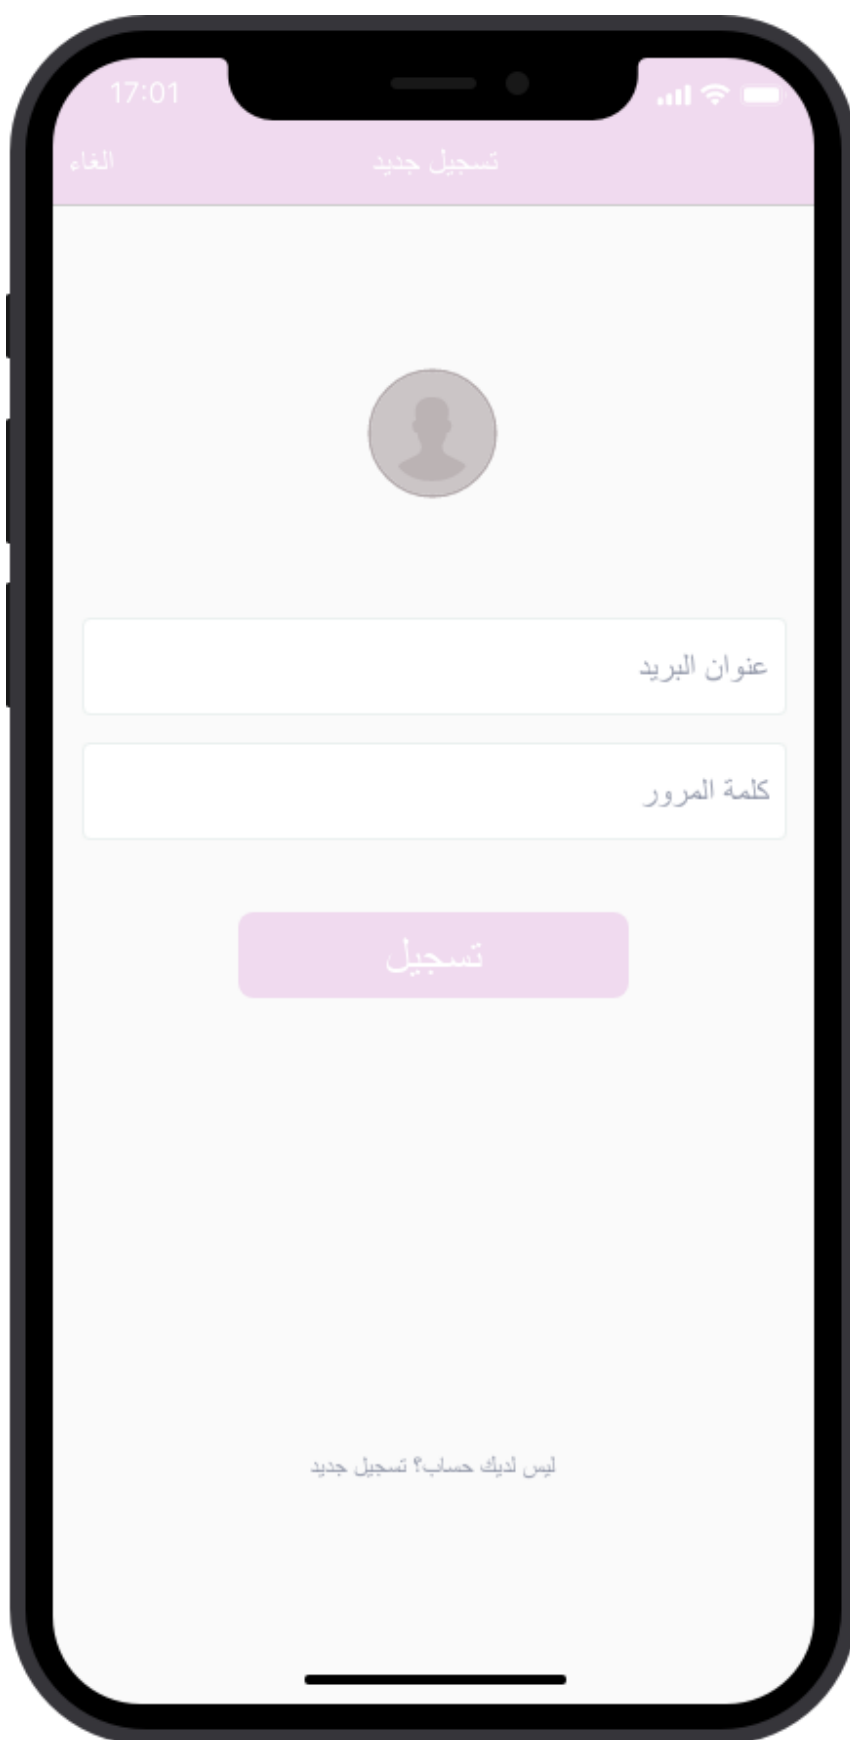 17:01
تسجيل جديد
الغاء
عنوان البريد
كلمة المرور
تسجيل
ليس لديك حساب؟ تسجيل جديد